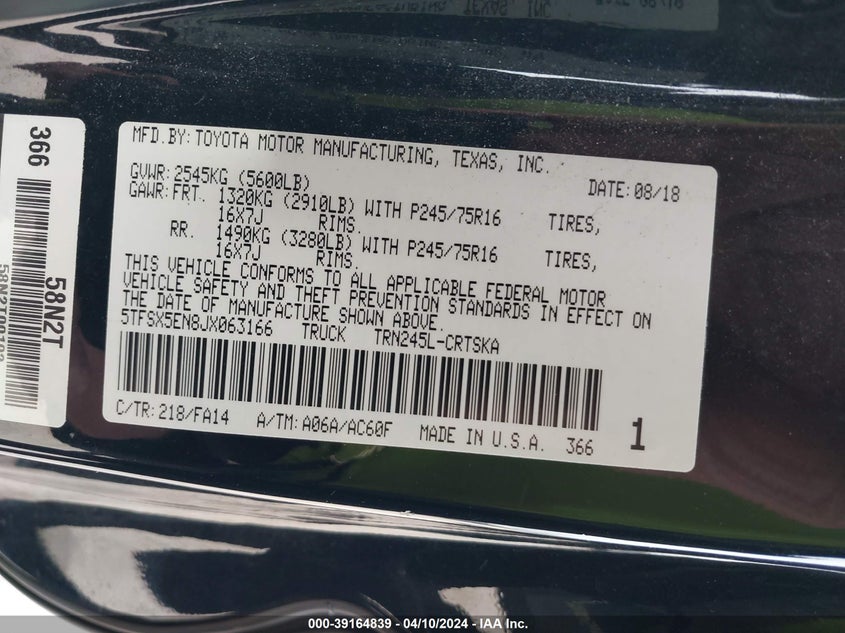 MFD.BY: TOYOTA MOTOR MANUFACTURING, TEXAS, INC.
GVWR: 2545KG (5600LB) DATE: 08/18
GAWR: FRT. 1320KG (2910LB) WITH P245/75R16 TIRES,
16X7J RIMS.
RR. 1490KG (3280LB) WITH P245/75R16 TIRES,
16X7J RIMS.
THIS VEHICLE CONFORMS TO ALL APPLICABLE FEDERAL MOTOR
VEHICLE SAFETY AND THEFT PREVENTION STANDARDS IN EFFECT ON
THE DATE OF MANUFACTURE SHOWN ABOVE.
5TFSX5EN8JX063166 TRUCK TRN245L-CRTSKA
C/TR: 218/FA14 A/TM: A06A/AC60F MADE IN U.S.A. 366 1
366
58N2T
000-39164839 / 04/10/2024 / Copyright IAA, Inc.